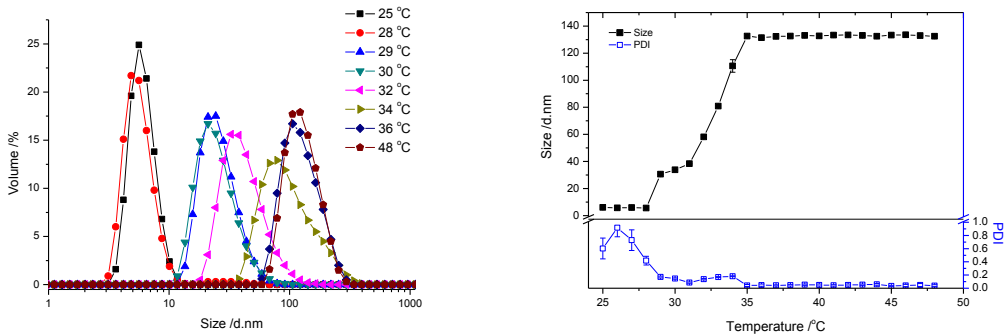 25 °C
28 °C
29 °C
30 °C
32 °C
34 °C
36 °C
48 °C
25
20
15
10
5
0
Volume /%
1 10 100 1000
Size /d.nm
Size
PDI
140
120
100
80
60
40
20
0
Size /d.nm
1.0
0.8
0.6
0.4
0.2
0.0
PDI
25 30 35 40 45 50
Temperature /°C